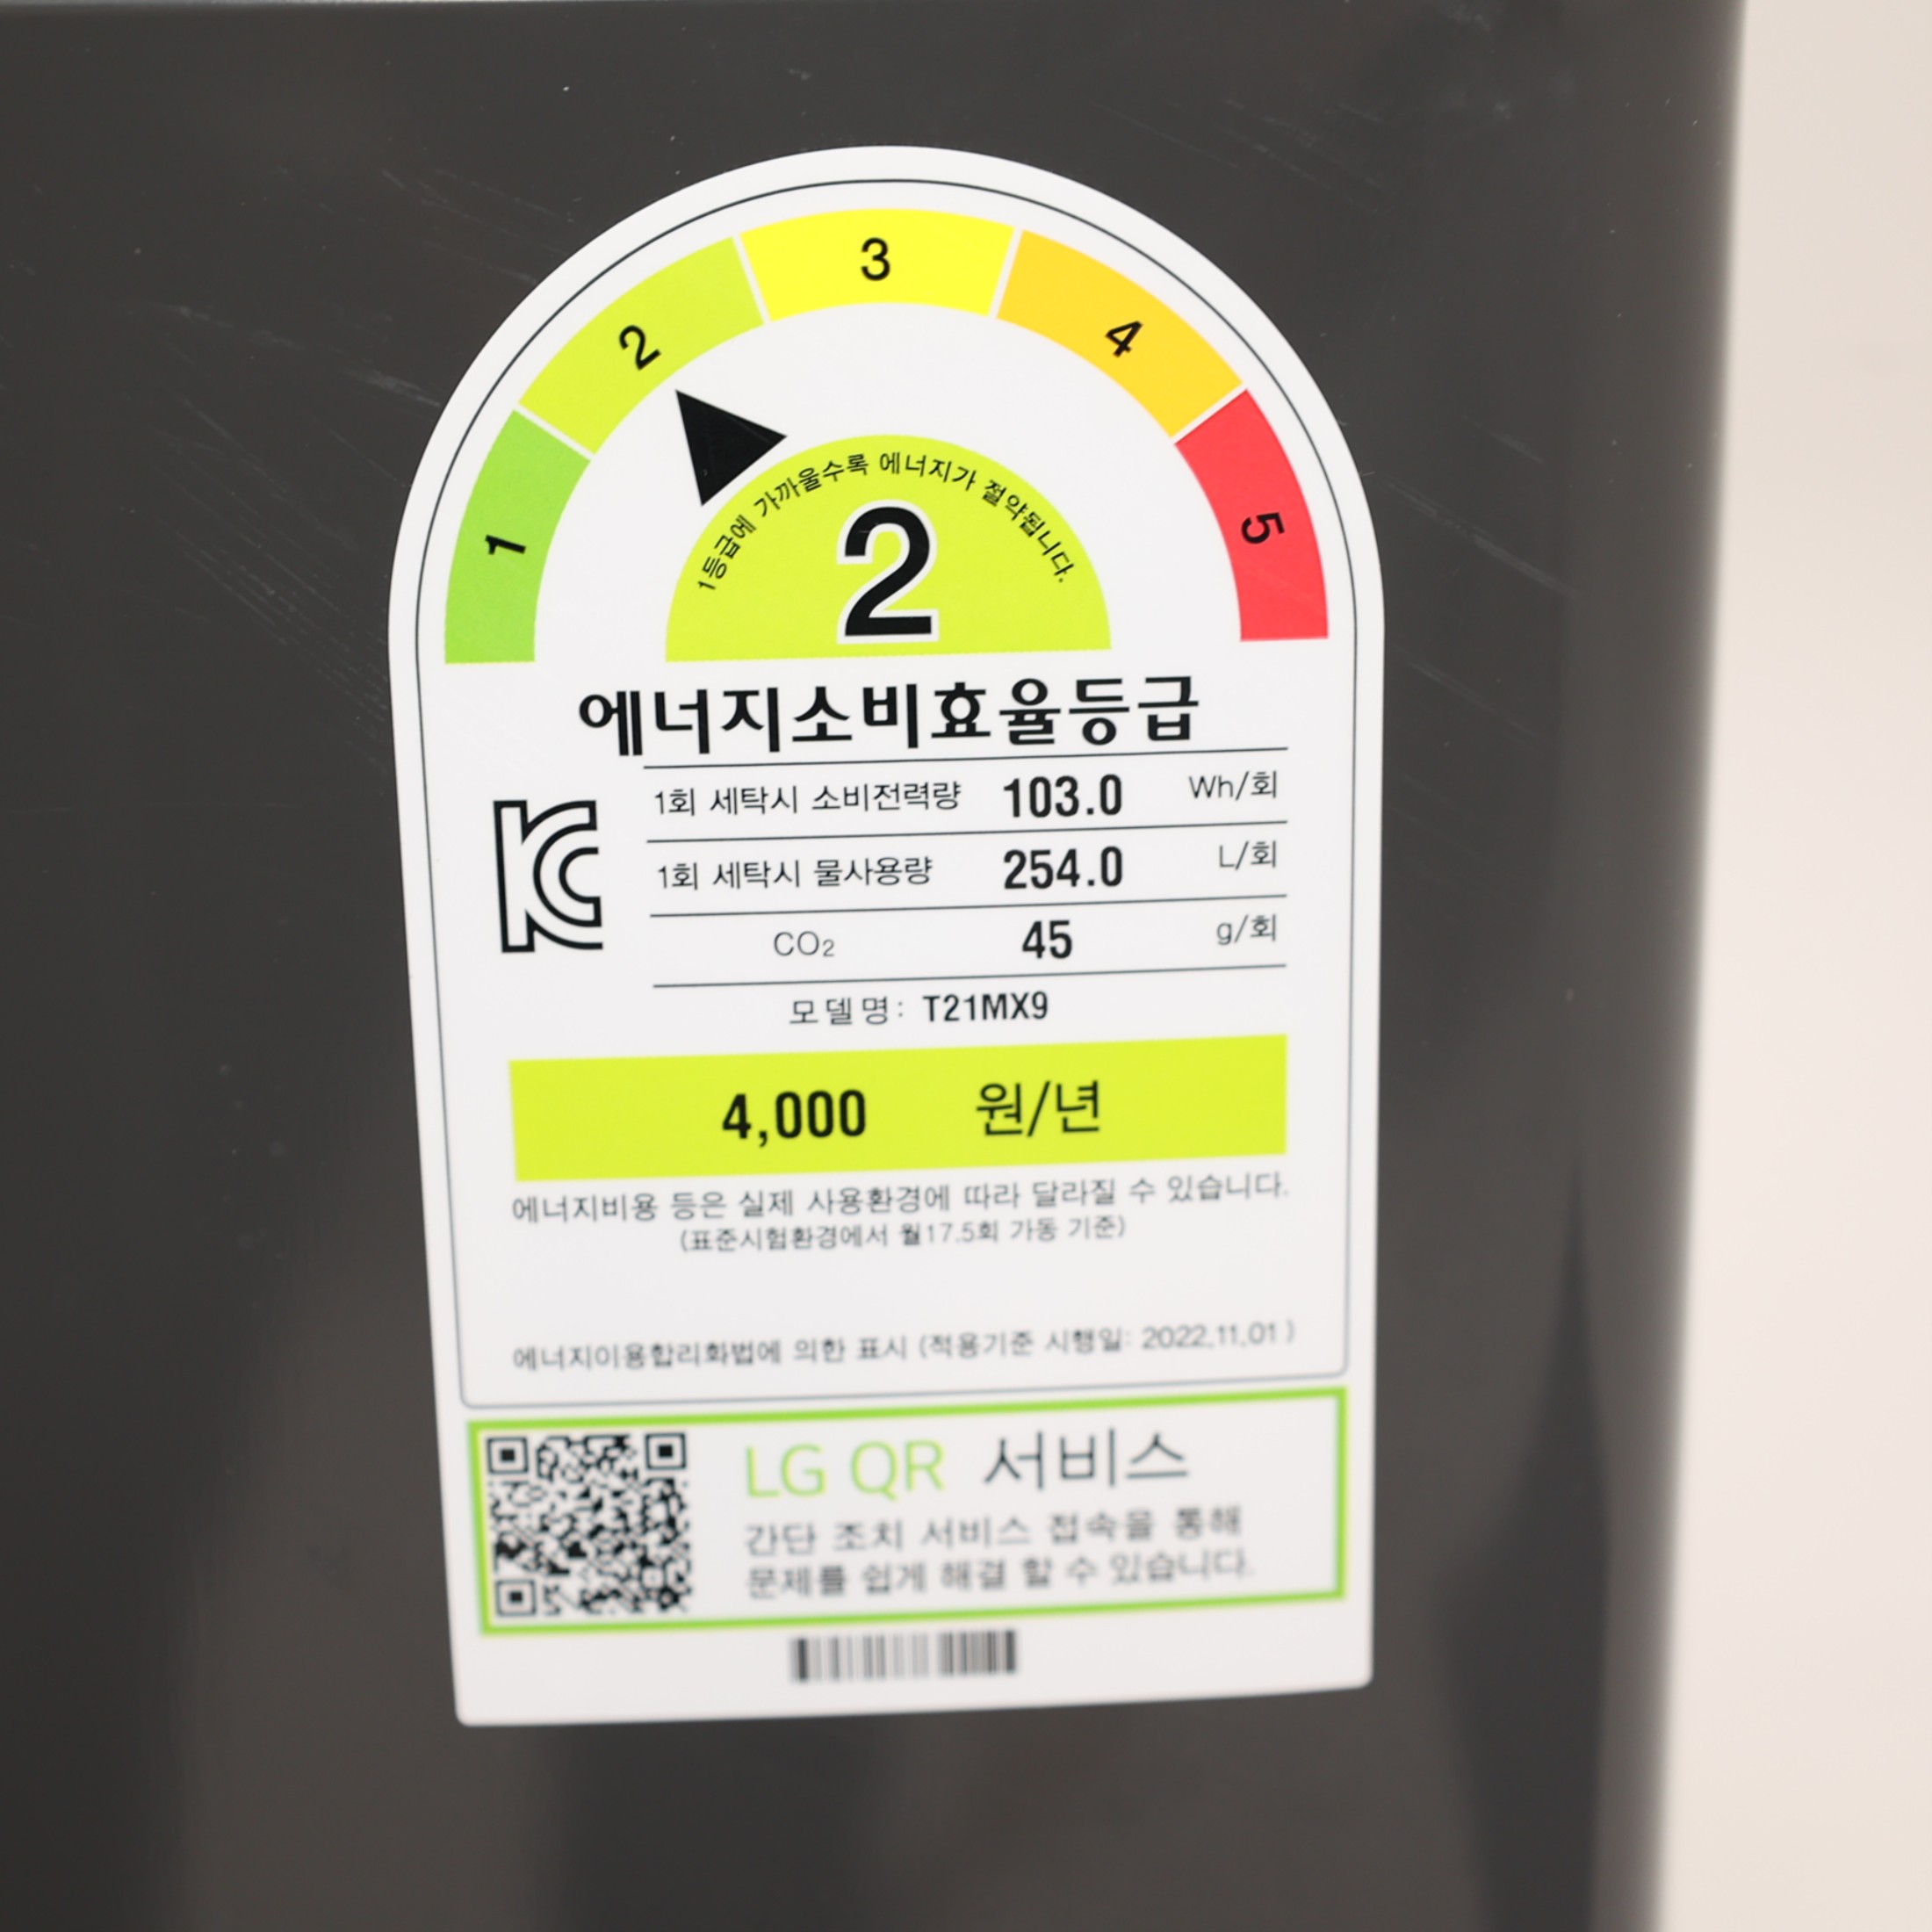 1 2 3 4 5
1등급에 가까울수록 에너지가 절약됩니다.
2
에너지소비효율등급
1회 세탁시 소비전력량 103.0 Wh/회
1회 세탁시 물사용량 254.0 L/회
CO₂ 45 g/회
모델명: T21MX9
4,000 원/년
에너지비용 등은 실제 사용환경에 따라 달라질 수 있습니다.
(표준시험환경에서 월17.5회 가동 기준)
에너지이용합리화법에 의한 표시 (적용기준 시행일: 2022.11.01)
LG QR 서비스
간단 조치 서비스 접속을 통해
문제를 쉽게 해결 할 수 있습니다.